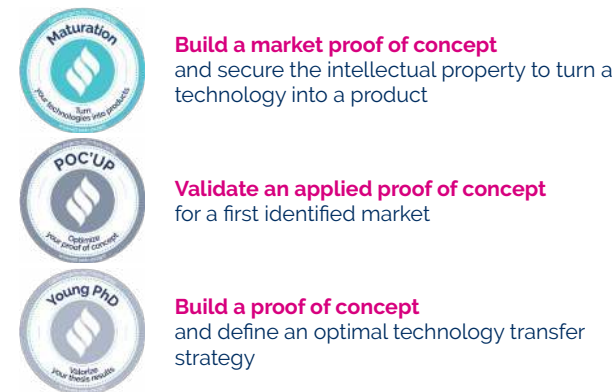 Maturation
Turn
your technologies into products
Build a market proof of concept
and secure the intellectual property to turn a
technology into a product
POC'UP
Optimize
your proof of concept
Validate an applied proof of concept
for a first identified market
Young PhD
Valorize
your thesis results
Build a proof of concept
and define an optimal technology transfer
strategy